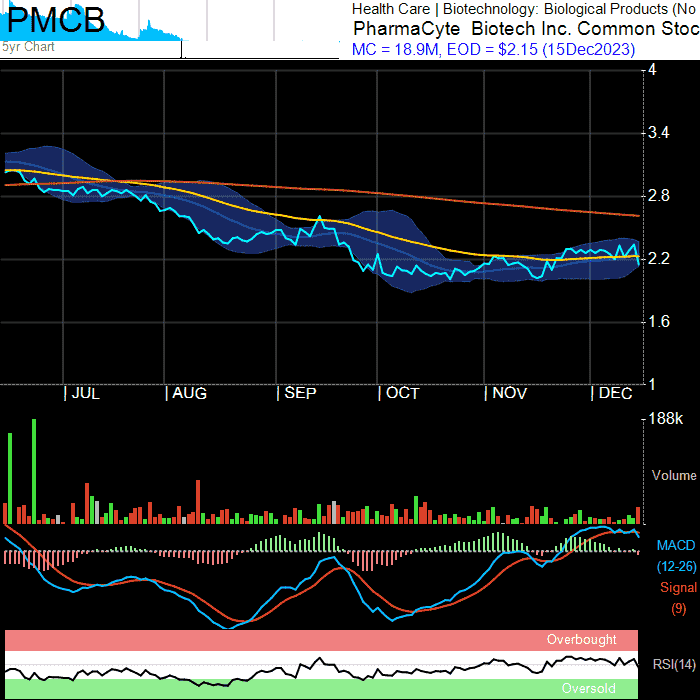 PMCB
5yr Chart
Health Care | Biotechnology: Biological Products (No
PharmaCyte Biotech Inc. Common Stoc
MC = 18.9M, EOD = $2.15 (15Dec2023)
4
3.4
2.8
2.2
1.6
1
| JUL | AUG | SEP | OCT | NOV | DEC
188k
Volume
MACD
(12-26)
Signal
(9)
Overbought
RSI(14)
Oversold